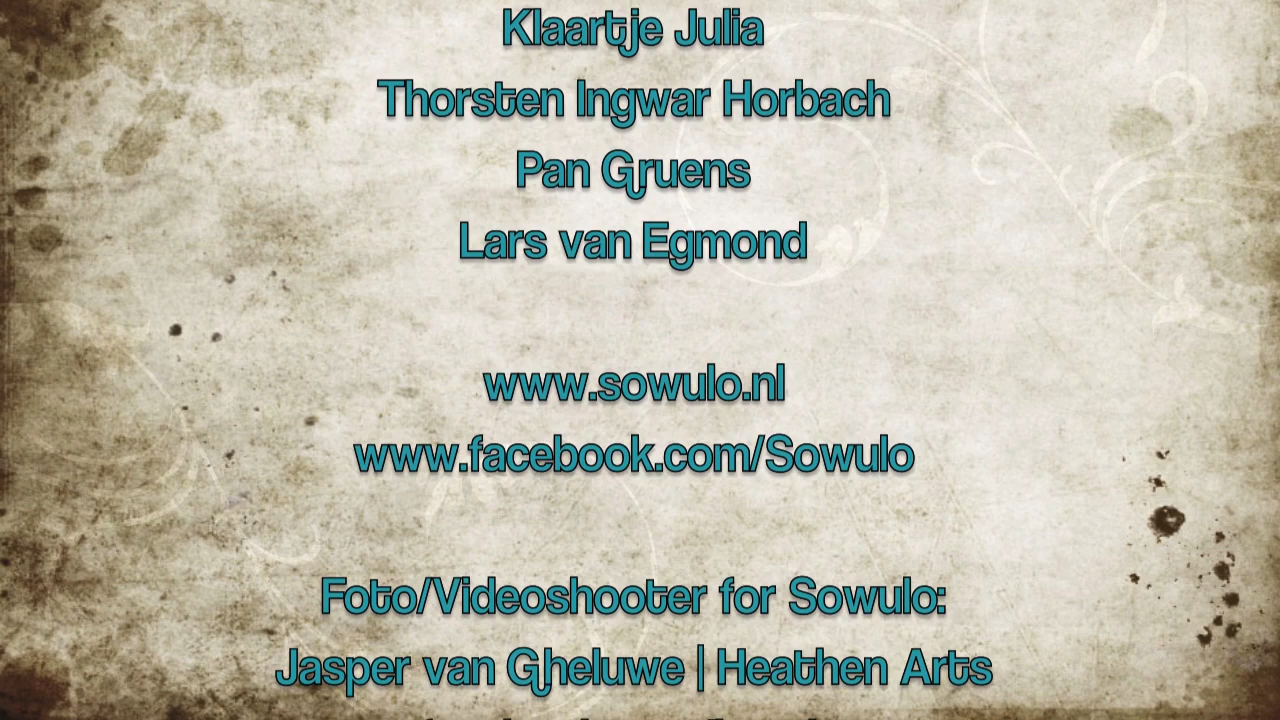 Klaartje Julia
Thorsten Ingwar Horbach
Pan Gruens
Lars van Egmond
www.sowulo.nl
www.facebook.com/Sowulo
Foto/Videoshooter for Sowulo:
Jasper van Gheluwe | Heathen Arts